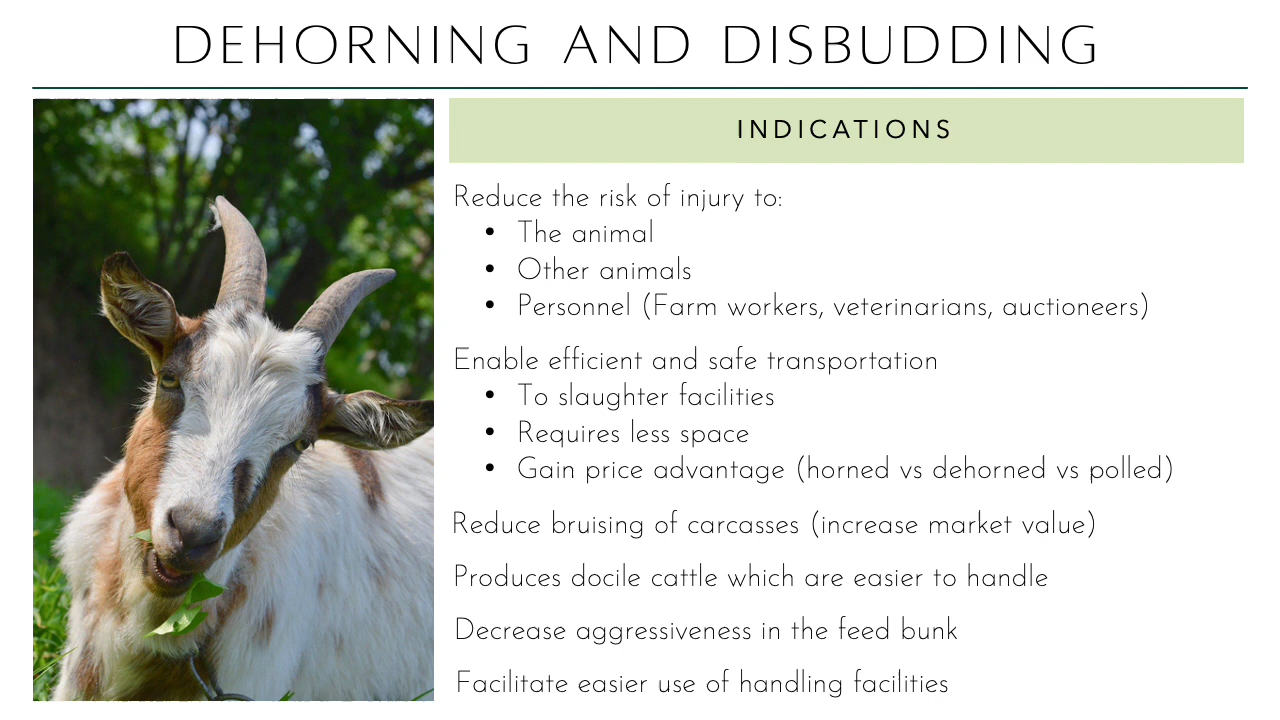 DEHORNING AND DISBUDDING
INDICATIONS
Reduce the risk of injury to:
• The animal
• Other animals
• Personnel (Farm workers, veterinarians, auctioneers)
Enable efficient and safe transportation
• To slaughter facilities
• Requires less space
• Gain price advantage (horned vs dehorned vs polled)
Reduce bruising of carcasses (increase market value)
Produces docile cattle which are easier to handle
Decrease aggressiveness in the feed bunk
Facilitate easier use of handling facilities